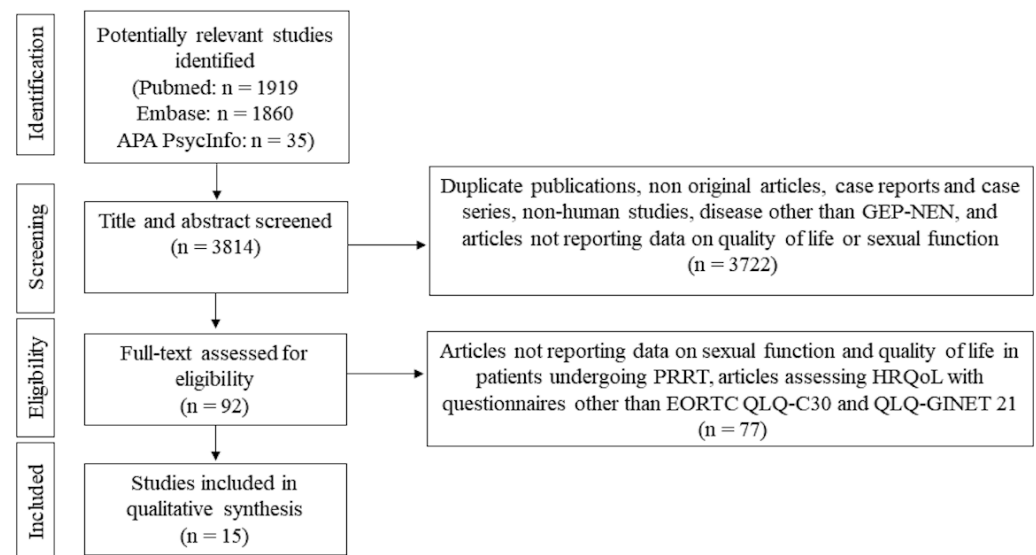 Identification
Potentially relevant studies
identified
(Pubmed: n = 1919
Embase: n = 1860
APA PsycInfo: n = 35)
Screening
Title and abstract screened
(n = 3814)
Duplicate publications, non original articles, case reports and case
series, non-human studies, disease other than GEP-NEN, and
articles not reporting data on quality of life or sexual function
(n = 3722)
Eligibility
Full-text assessed for
eligibility
(n = 92)
Articles not reporting data on sexual function and quality of life in
patients undergoing PRRT, articles assessing HRQoL with
questionnaires other than EORTC QLQ-C30 and QLQ-GINET 21
(n = 77)
Included
Studies included in
qualitative synthesis
(n = 15)